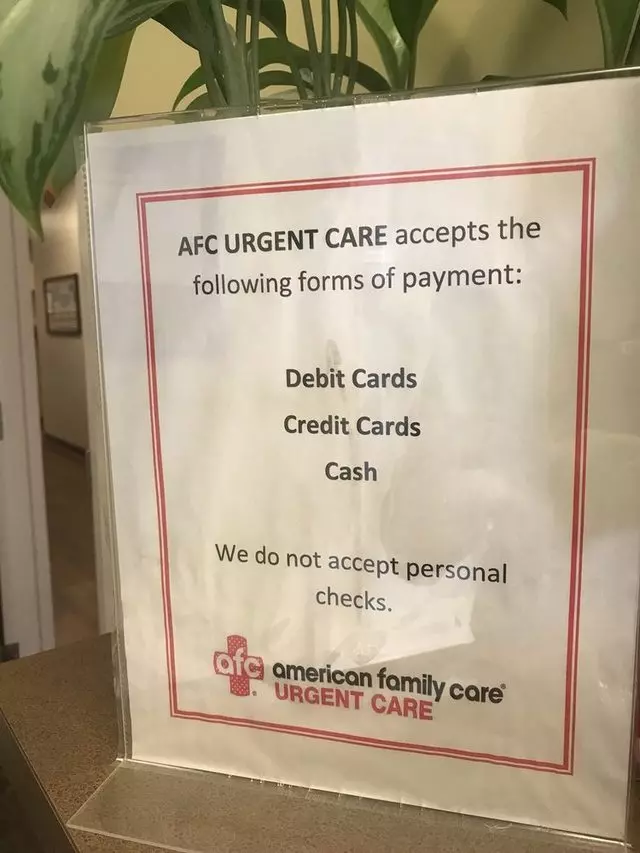 AFC URGENT CARE accepts the
following forms of payment:
Debit Cards
Credit Cards
Cash
We do not accept personal
checks.
afc american family care®
URGENT CARE